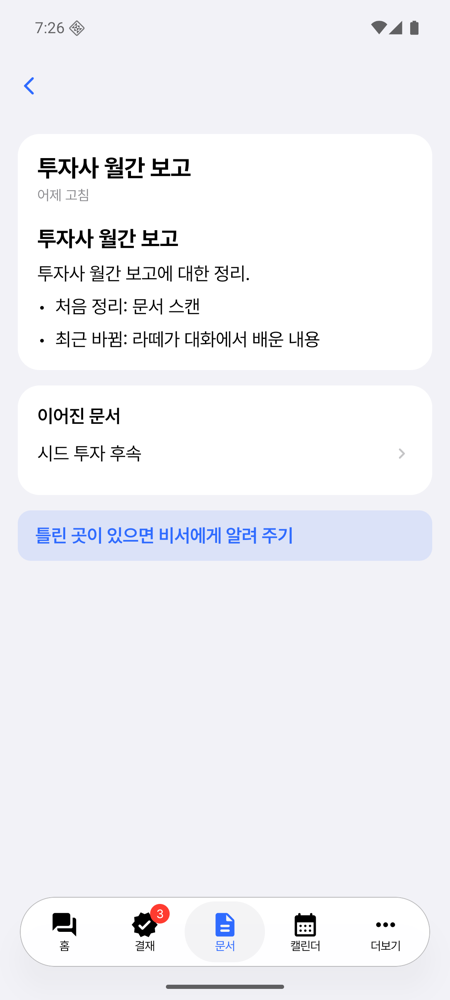 7:26
투자사 월간 보고
어제 고침
투자사 월간 보고
투자사 월간 보고에 대한 정리.
• 처음 정리: 문서 스캔
• 최근 바뀜: 라떼가 대화에서 배운 내용
이어진 문서
시드 투자 후속
틀린 곳이 있으면 비서에게 알려 주기
3
홈
결재
문서
캘린더
더보기